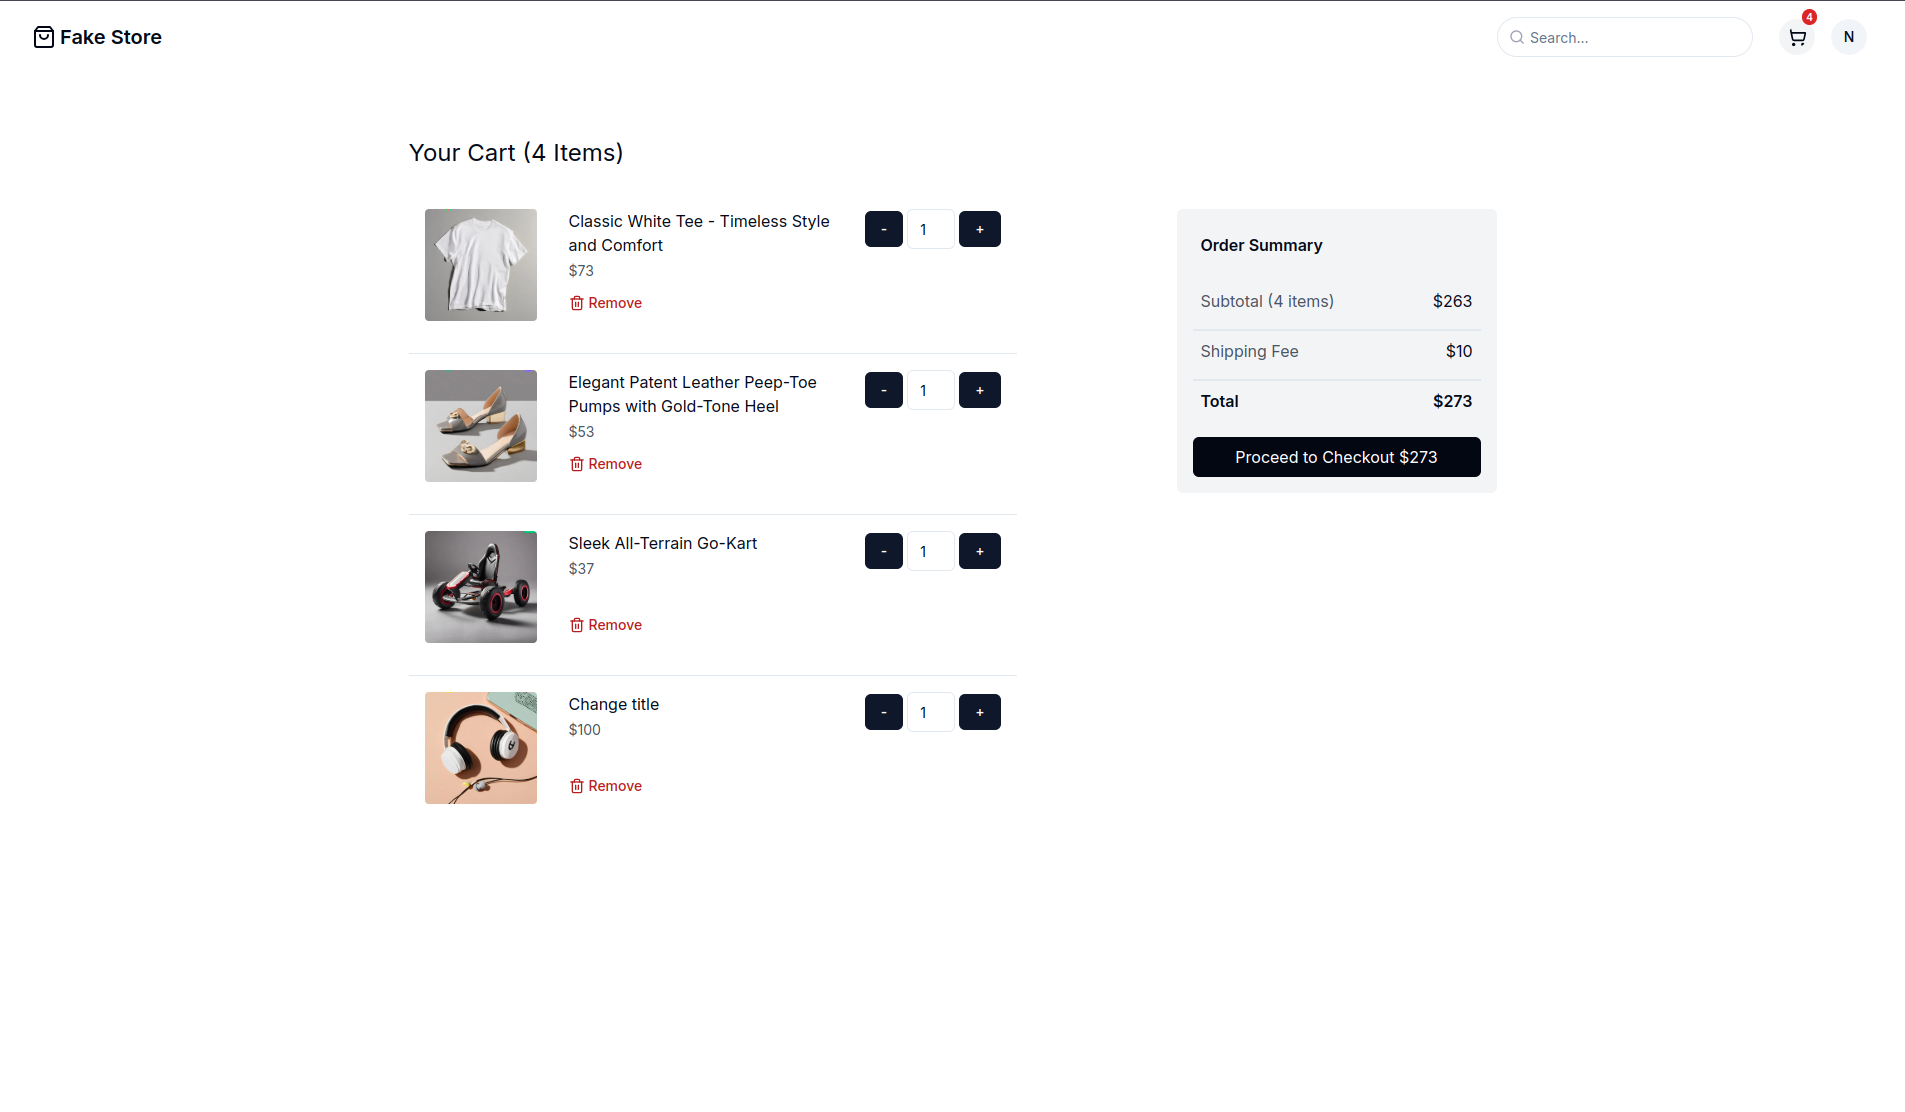 Fake Store
Search...
4
N
Your Cart (4 Items)
Classic White Tee - Timeless Style
and Comfort
$73
Remove
- 1 +
Elegant Patent Leather Peep-Toe
Pumps with Gold-Tone Heel
$53
Remove
- 1 +
Sleek All-Terrain Go-Kart
$37
Remove
- 1 +
Change title
$100
Remove
- 1 +
Order Summary
Subtotal (4 items) $263
Shipping Fee $10
Total $273
Proceed to Checkout $273